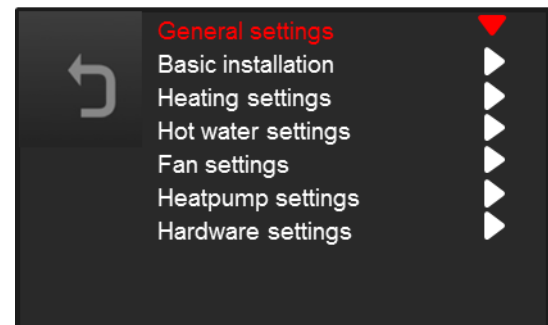 General settings
Basic installation
Heating settings
Hot water settings
Fan settings
Heatpump settings
Hardware settings